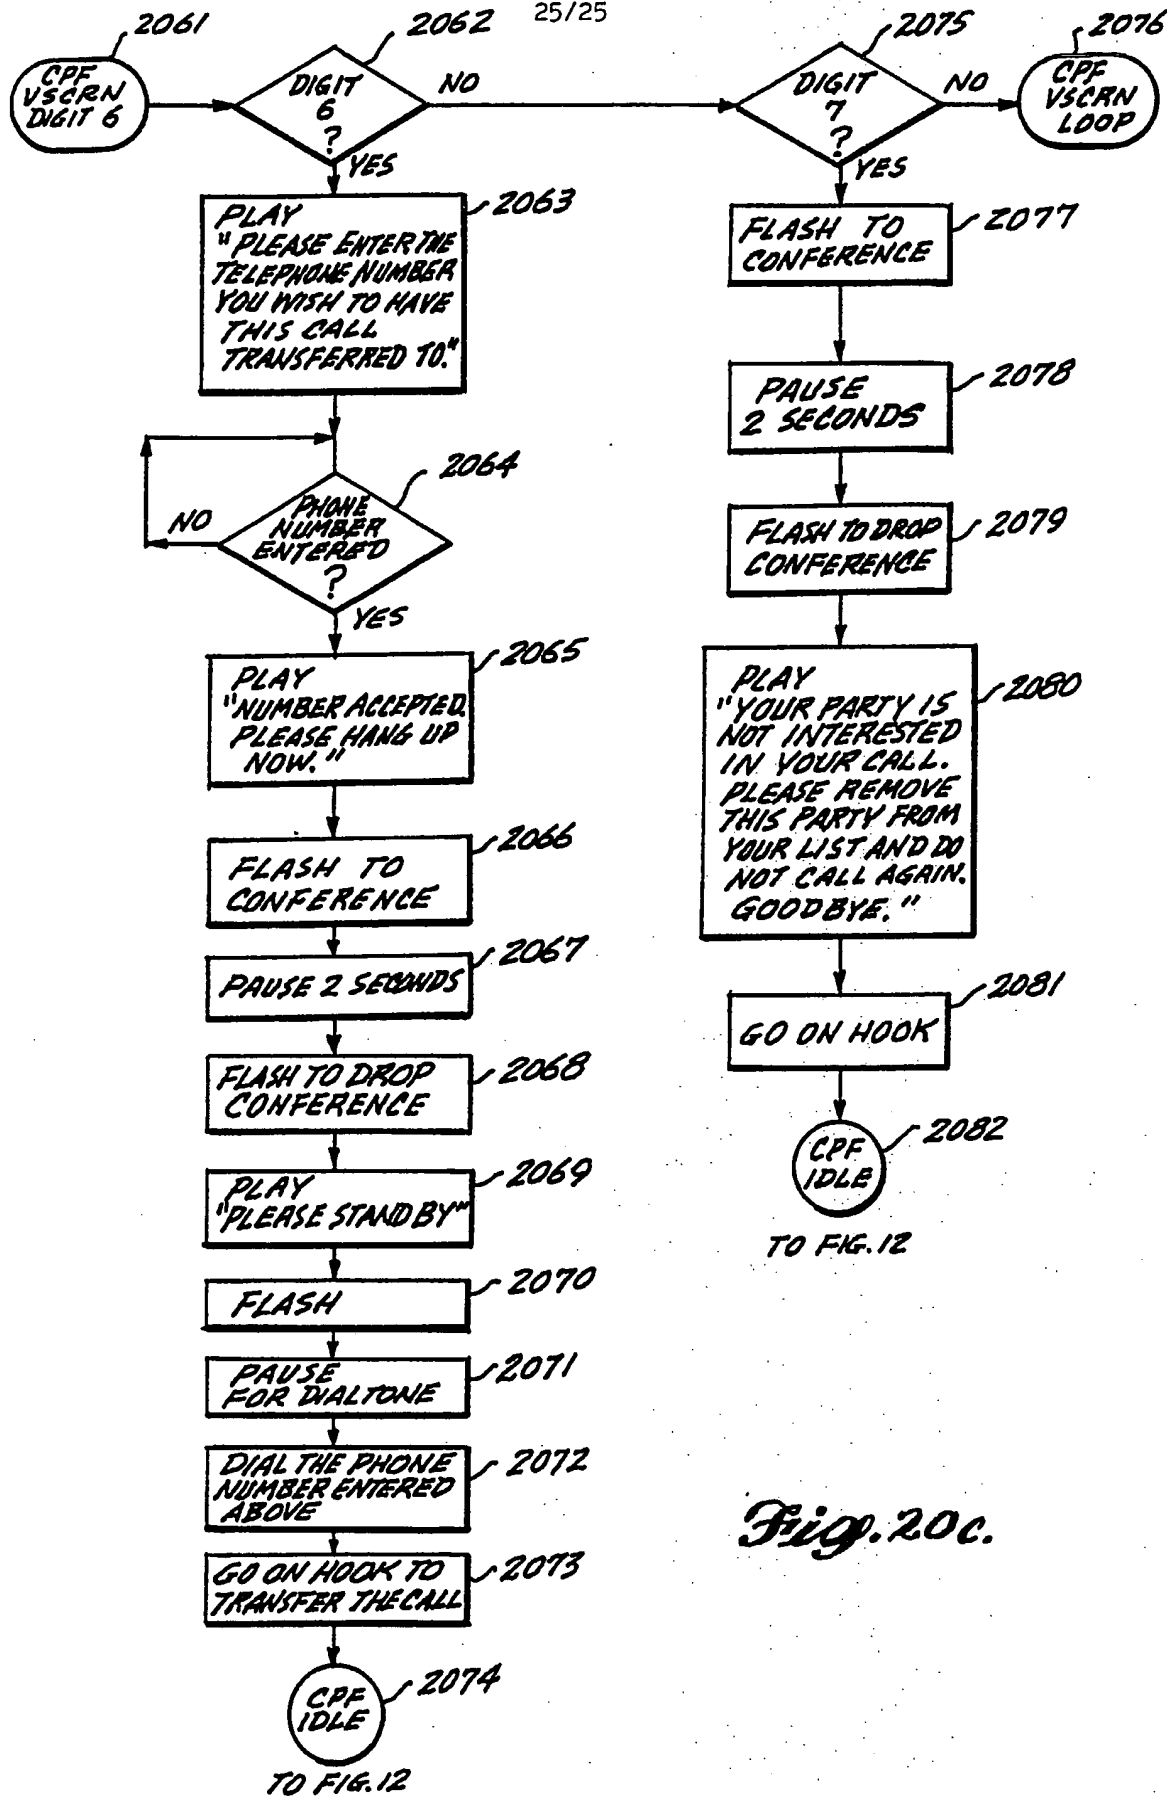 25/25
2061
CPF
VSCRN
DIGIT 6
2062
DIGIT
6
?
NO
YES
2075
DIGIT
7
?
NO
YES
2076
CPF
VSCRN
LOOP
2063
PLAY
"PLEASE ENTER THE
TELEPHONE NUMBER
YOU WISH TO HAVE
THIS CALL
TRANSFERRED TO."
2064
PHONE
NUMBER
ENTERED
?
NO
YES
2065
PLAY
"NUMBER ACCEPTED.
PLEASE HANG UP
NOW."
2066
FLASH TO
CONFERENCE
2067
PAUSE 2 SECONDS
2068
FLASH TO DROP
CONFERENCE
2069
PLAY
"PLEASE STAND BY"
2070
FLASH
2071
PAUSE
FOR DIALTONE
2072
DIAL THE PHONE
NUMBER ENTERED
ABOVE
2073
GO ON HOOK TO
TRANSFER THE CALL
2074
CPF
IDLE
TO FIG. 12
2077
FLASH TO
CONFERENCE
2078
PAUSE
2 SECONDS
2079
FLASH TO DROP
CONFERENCE
2080
PLAY
"YOUR PARTY IS
NOT INTERESTED
IN YOUR CALL.
PLEASE REMOVE
THIS PARTY FROM
YOUR LIST AND DO
NOT CALL AGAIN.
GOODBYE."
2081
GO ON HOOK
2082
CPF
IDLE
TO FIG. 12
Fig. 20c.